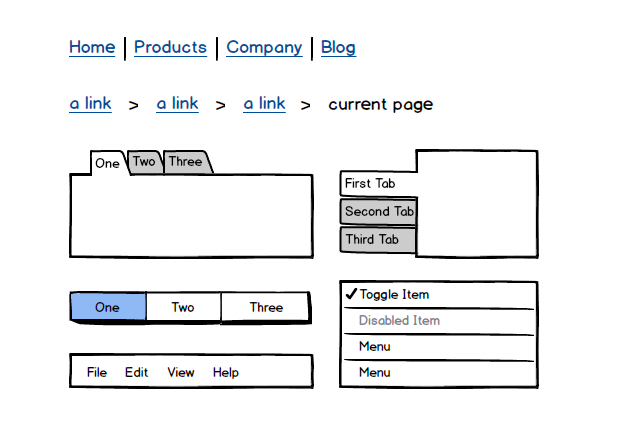 Home | Products | Company | Blog
a link > a link > a link > current page
One Two Three
First Tab
Second Tab
Third Tab
One Two Three
Toggle Item
Disabled Item
Menu
Menu
File Edit View Help